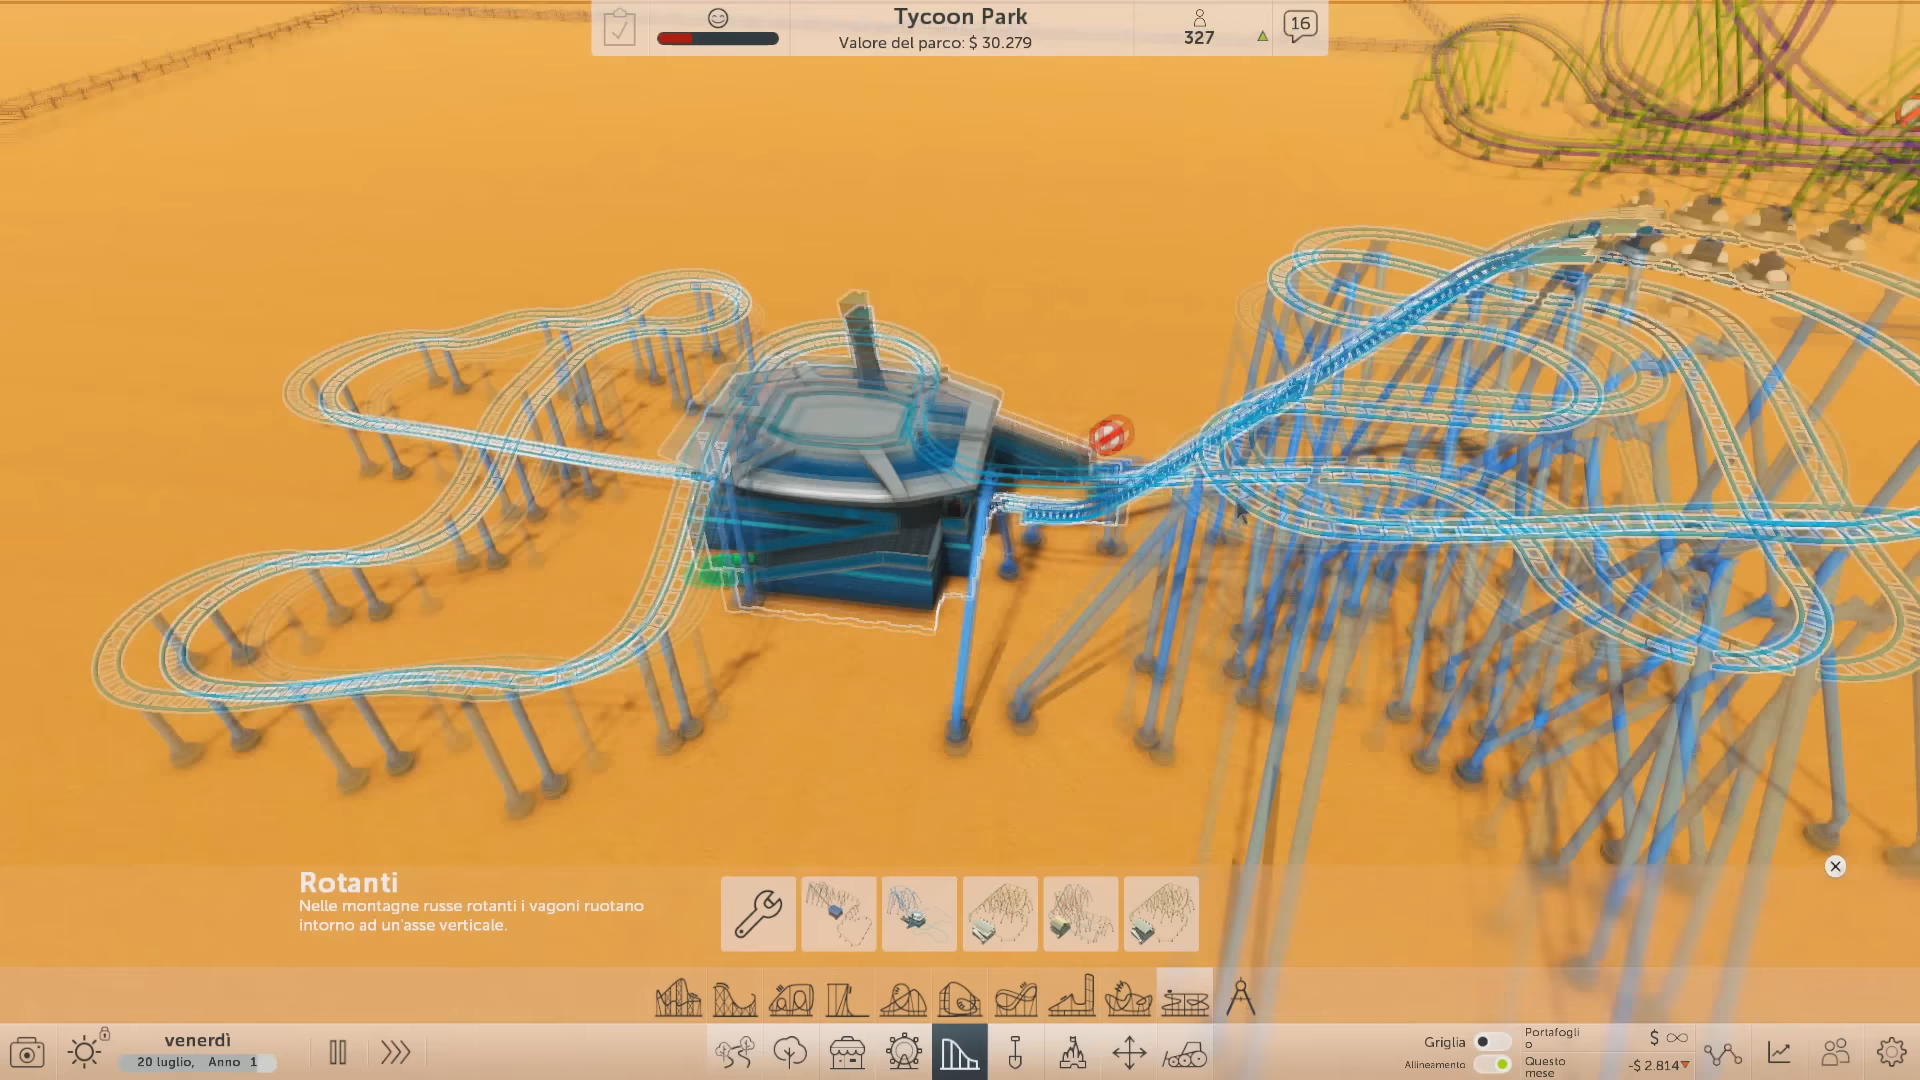 Tycoon Park
Valore del parco: $ 30.279
327
16
Rotanti
Nelle montagne russe rotanti i vagoni ruotano
intorno ad un'asse verticale.
venerdì
20 luglio, Anno 1
Griglia
Allineamento
Portafogli
o
$ ∞
Questo
mese
-$ 2.814